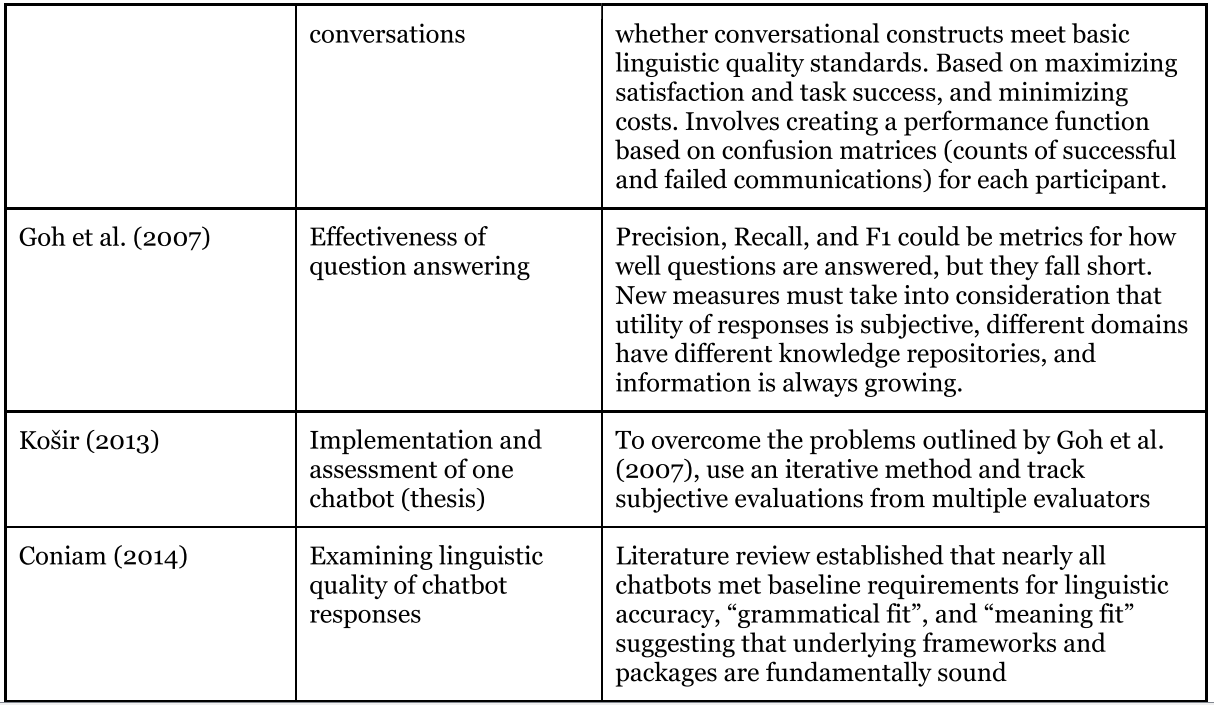 conversations
whether conversational constructs meet basic
linguistic quality standards. Based on maximizing
satisfaction and task success, and minimizing
costs. Involves creating a performance function
based on confusion matrices (counts of successful
and failed communications) for each participant.
Goh et al. (2007)
Effectiveness of
question answering
Precision, Recall, and F1 could be metrics for how
well questions are answered, but they fall short.
New measures must take into consideration that
utility of responses is subjective, different domains
have different knowledge repositories, and
information is always growing.
Košir (2013)
Implementation and
assessment of one
chatbot (thesis)
To overcome the problems outlined by Goh et al.
(2007), use an iterative method and track
subjective evaluations from multiple evaluators
Coniam (2014)
Examining linguistic
quality of chatbot
responses
Literature review established that nearly all
chatbots met baseline requirements for linguistic
accuracy, “grammatical fit”, and “meaning fit”
suggesting that underlying frameworks and
packages are fundamentally sound